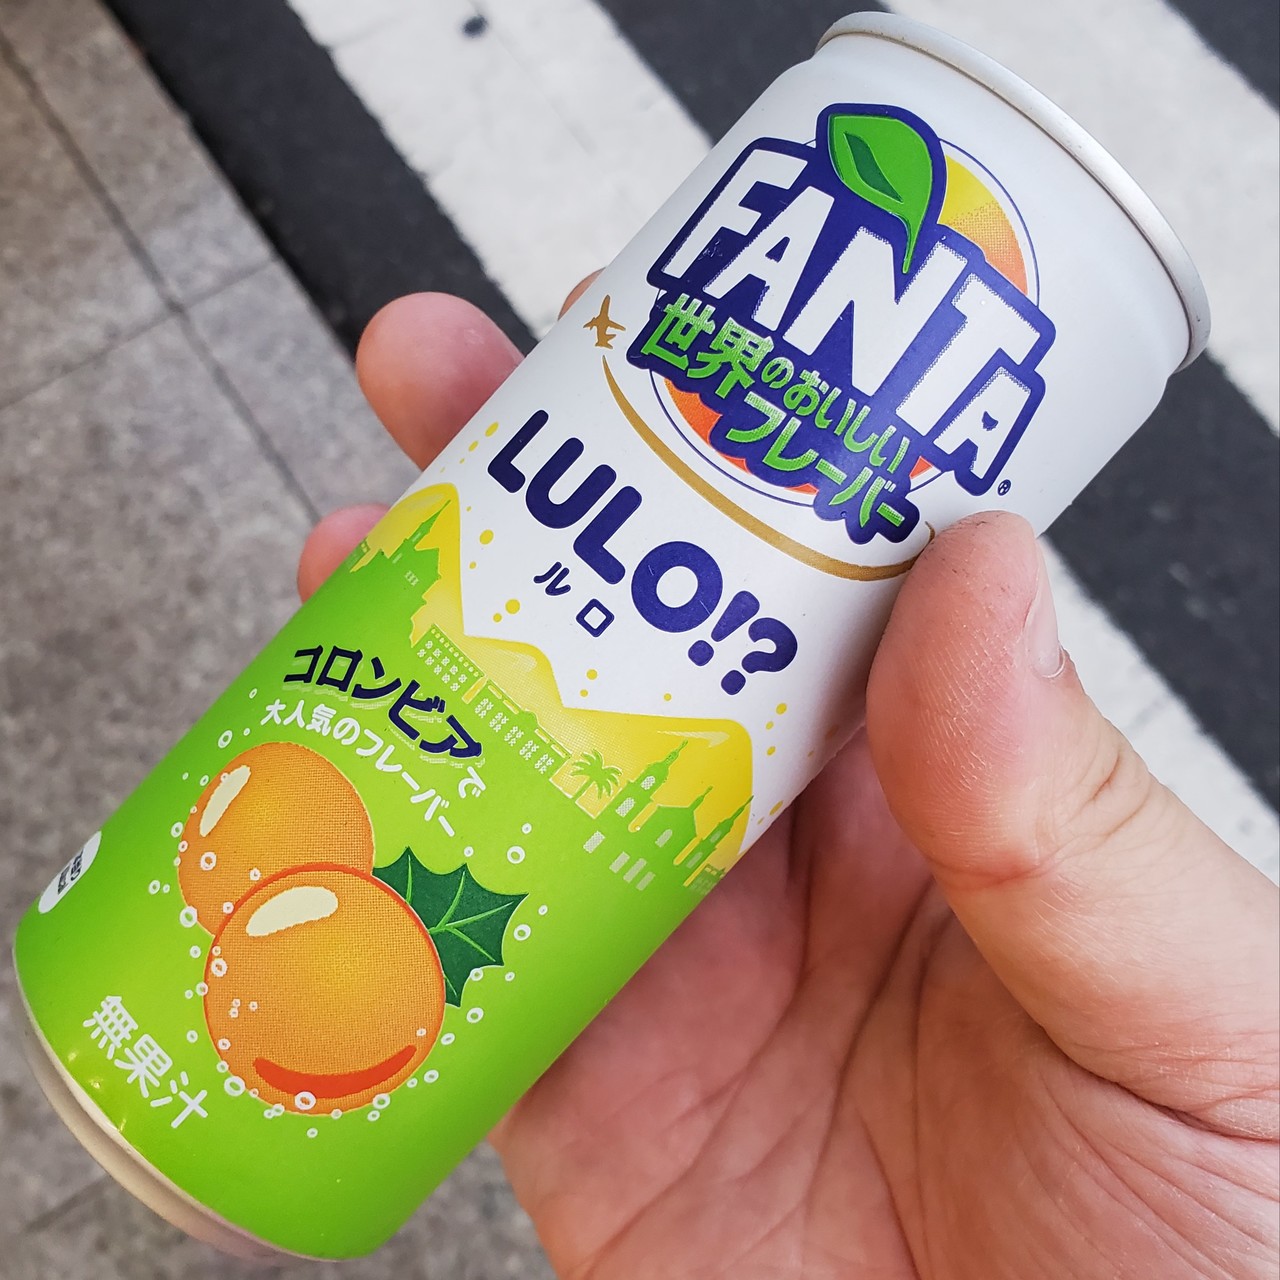 FANTA
®
世界のおいしい
フレーバー
LULO!?
ルロ
コロンビアで
大人気のフレーバー
無果汁